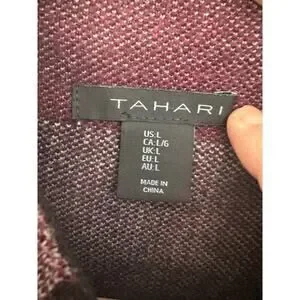 TAHARI
US:L
CA:L/G
UK:L
EU:L
AU:L
MADE IN
CHINA